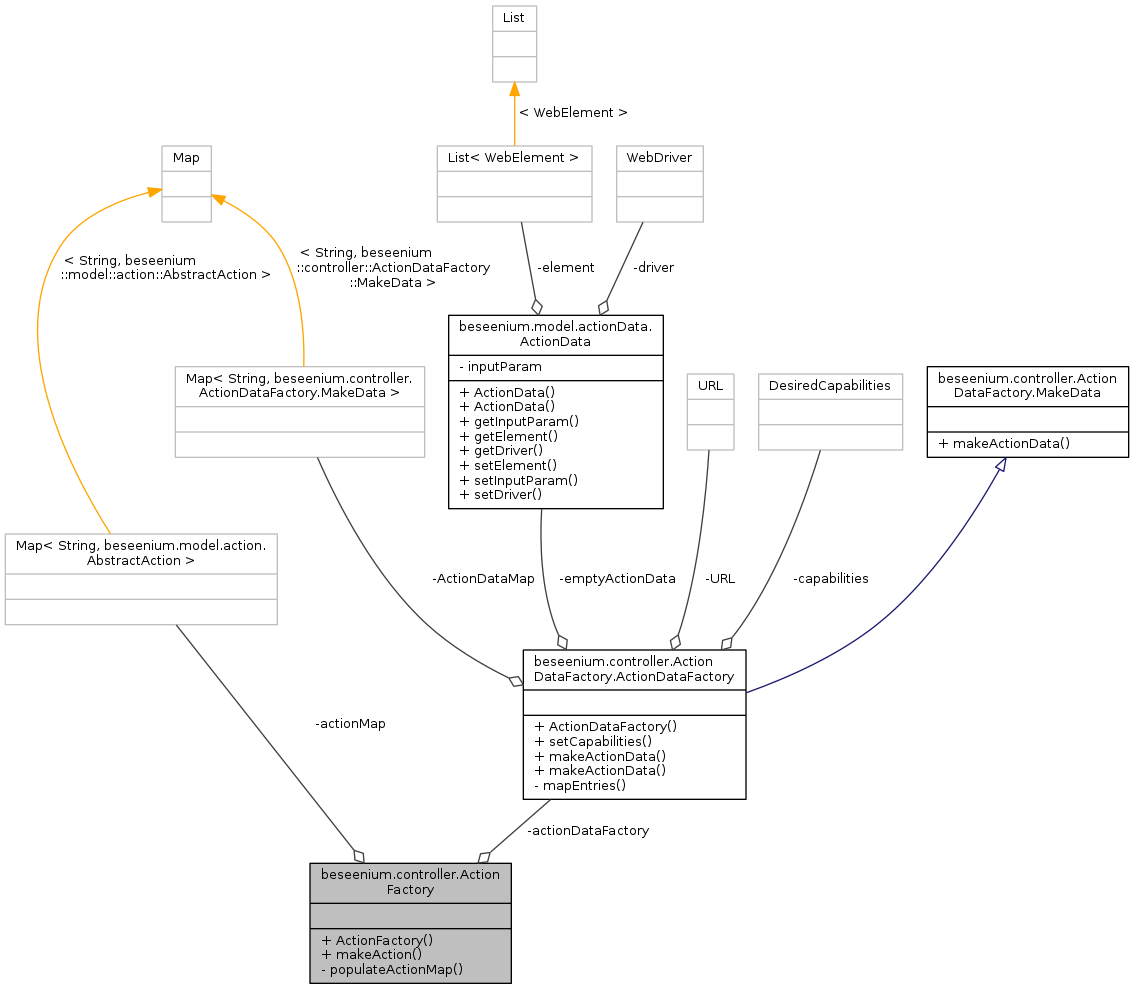 List
< WebElement >
Map
List< WebElement >
WebDriver
< String, beseenium
::model::action::AbstractAction >
< String, beseenium
::controller::ActionDataFactory
::MakeData >
-element
-driver
beseenium.model.actionData.
ActionData
- inputParam
+ ActionData()
+ ActionData()
+ getInputParam()
+ getElement()
+ getDriver()
+ setElement()
+ setInputParam()
+ setDriver()
Map< String, beseenium.controller.
ActionDataFactory.MakeData >
URL
DesiredCapabilities
beseenium.controller.Action
DataFactory.MakeData
+ makeActionData()
Map< String, beseenium.model.action.
AbstractAction >
-ActionDataMap
-emptyActionData
-URL
-capabilities
beseenium.controller.Action
DataFactory.ActionDataFactory
+ ActionDataFactory()
+ setCapabilities()
+ makeActionData()
+ makeActionData()
- mapEntries()
-actionMap
-actionDataFactory
beseenium.controller.Action
Factory
+ ActionFactory()
+ makeAction()
- populateActionMap()